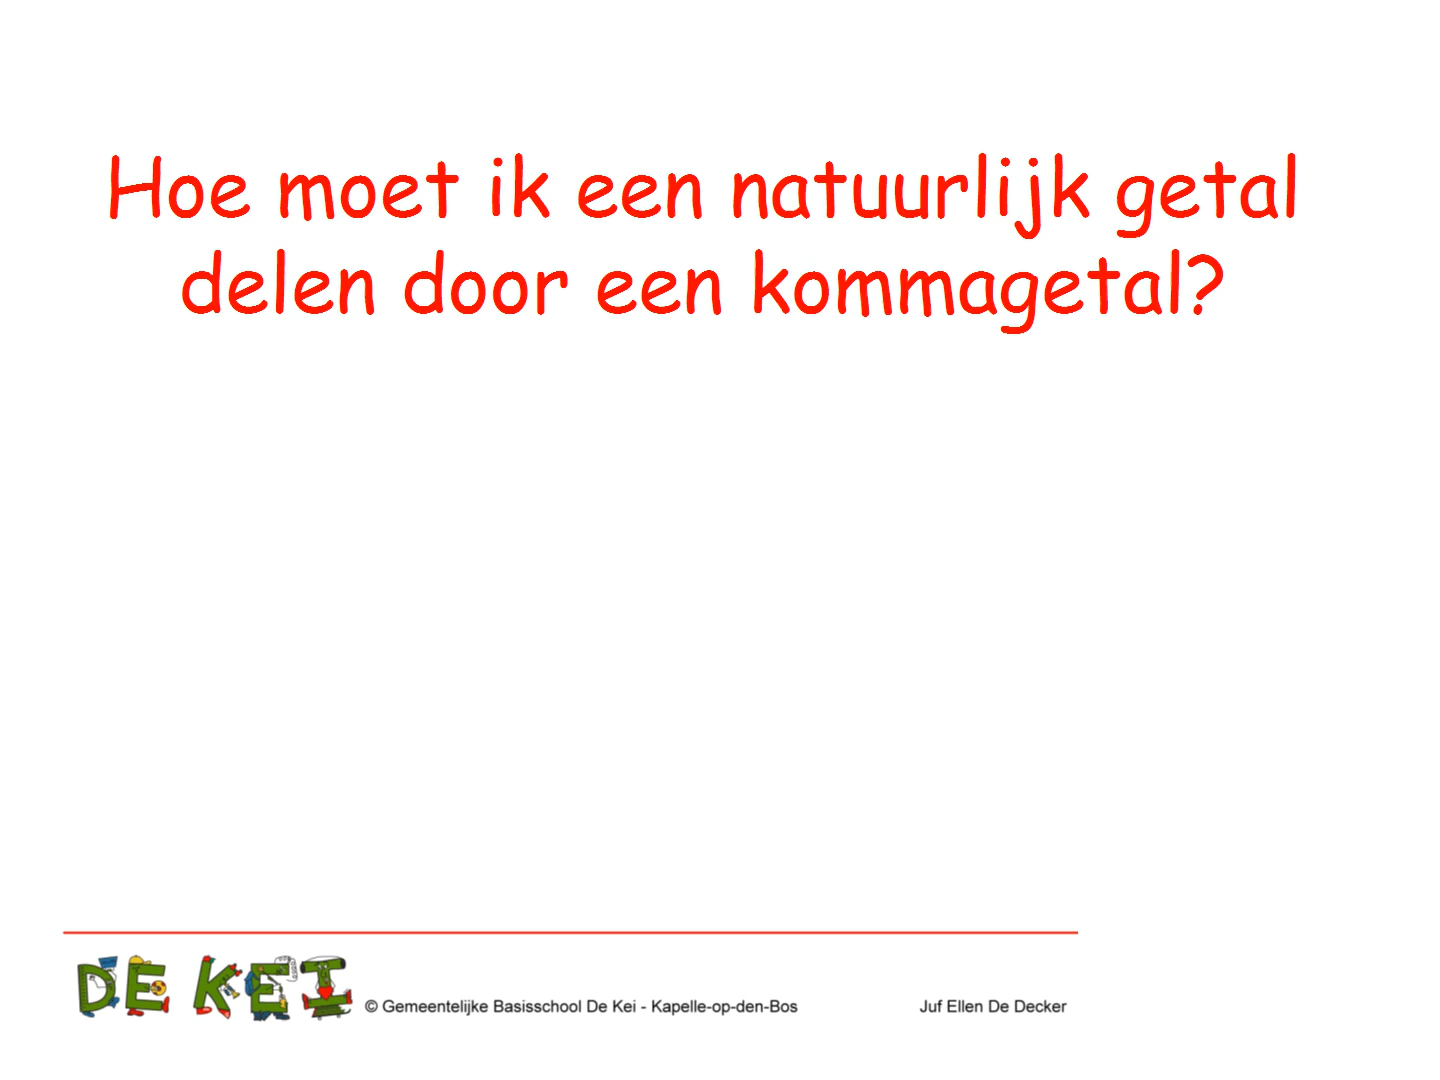 Hoe moet ik een natuurlijk getal
delen door een kommagetal?
DE KEI
© Gemeentelijke Basisschool De Kei - Kapelle-op-den-Bos Juf Ellen De Decker